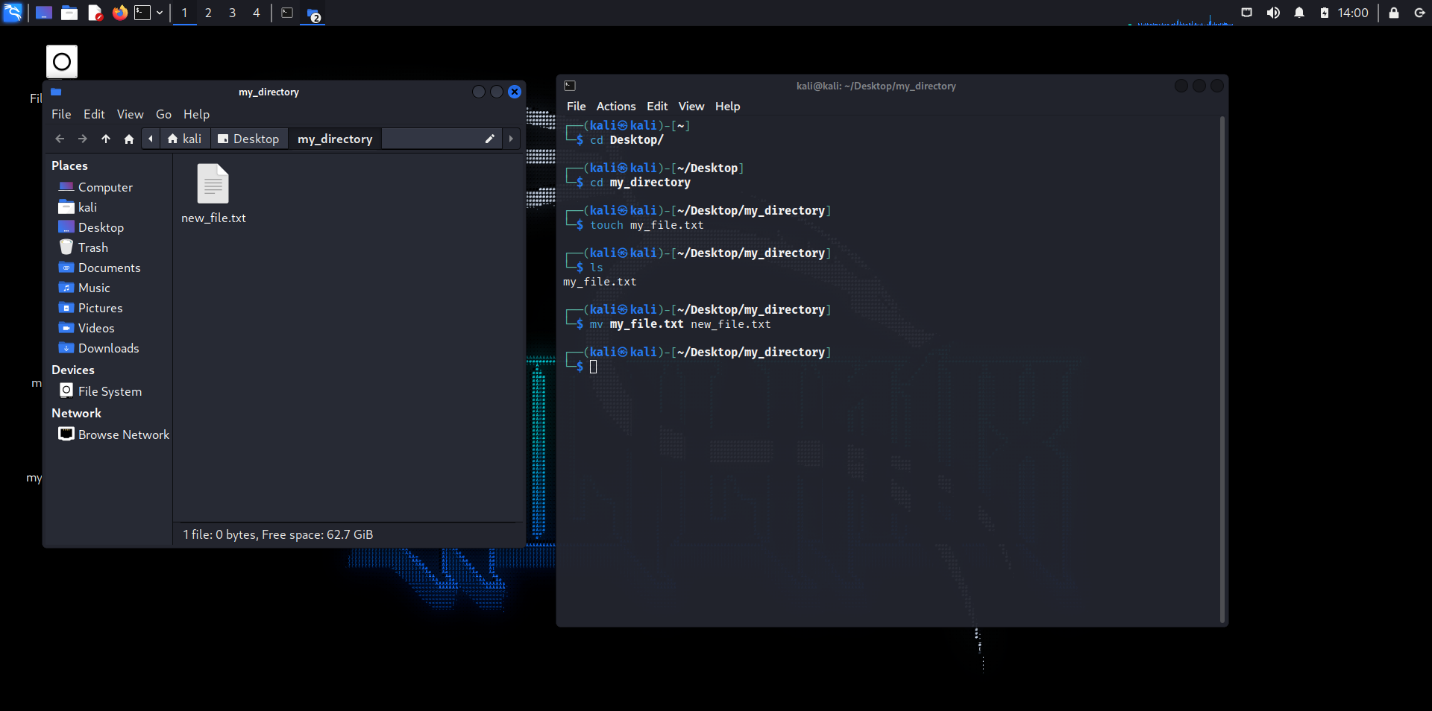 1 2 3 4
2
14:00
Fil
m
my
my_directory
File Edit View Go Help
kali Desktop my_directory
Places
Computer
kali
Desktop
Trash
Documents
Music
Pictures
Videos
Downloads
Devices
File System
Network
Browse Network
new_file.txt
1 file: 0 bytes, Free space: 62.7 GiB
kali@kali: ~/Desktop/my_directory
File Actions Edit View Help
┌──(kali㉿kali)-[~]
└─$ cd Desktop/
┌──(kali㉿kali)-[~/Desktop]
└─$ cd my_directory
┌──(kali㉿kali)-[~/Desktop/my_directory]
└─$ touch my_file.txt
┌──(kali㉿kali)-[~/Desktop/my_directory]
└─$ ls
my_file.txt
┌──(kali㉿kali)-[~/Desktop/my_directory]
└─$ mv my_file.txt new_file.txt
┌──(kali㉿kali)-[~/Desktop/my_directory]
└─$